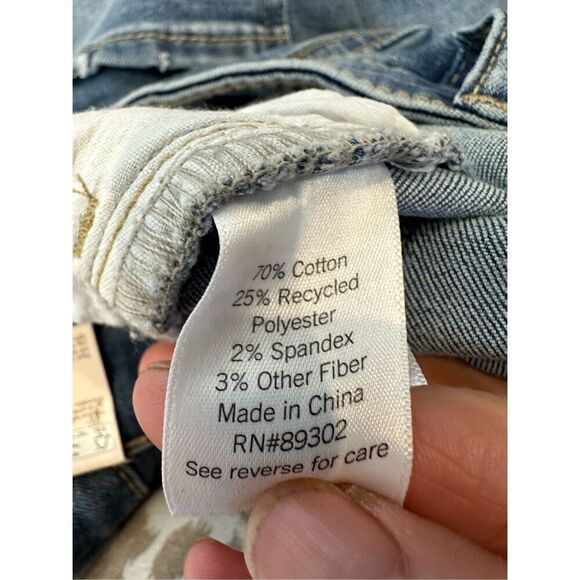 70% Cotton
25% Recycled
Polyester
2% Spandex
3% Other Fiber
Made in China
RN#89302
See reverse for care